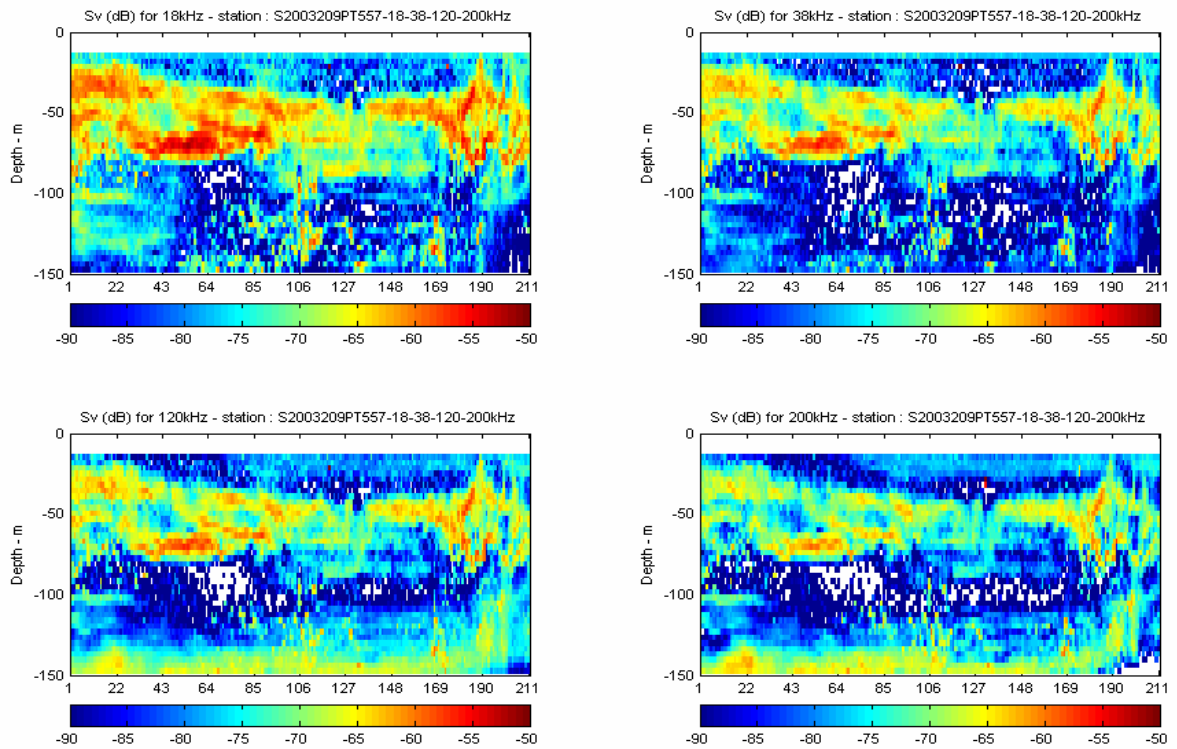 Sv (dB) for 18kHz - station : S2003209PT557-18-38-120-200kHz
0
-50
-100
-150
Depth - m
1 22 43 64 85 106 127 148 169 190 211
-90 -85 -80 -75 -70 -65 -60 -55 -50
Sv (dB) for 38kHz - station : S2003209PT557-18-38-120-200kHz
0
-50
-100
-150
Depth - m
1 22 43 64 85 106 127 148 169 190 211
-90 -85 -80 -75 -70 -65 -60 -55 -50
Sv (dB) for 120kHz - station : S2003209PT557-18-38-120-200kHz
0
-50
-100
-150
Depth - m
1 22 43 64 85 106 127 148 169 190 211
-90 -85 -80 -75 -70 -65 -60 -55 -50
Sv (dB) for 200kHz - station : S2003209PT557-18-38-120-200kHz
0
-50
-100
-150
Depth - m
1 22 43 64 85 106 127 148 169 190 211
-90 -85 -80 -75 -70 -65 -60 -55 -50